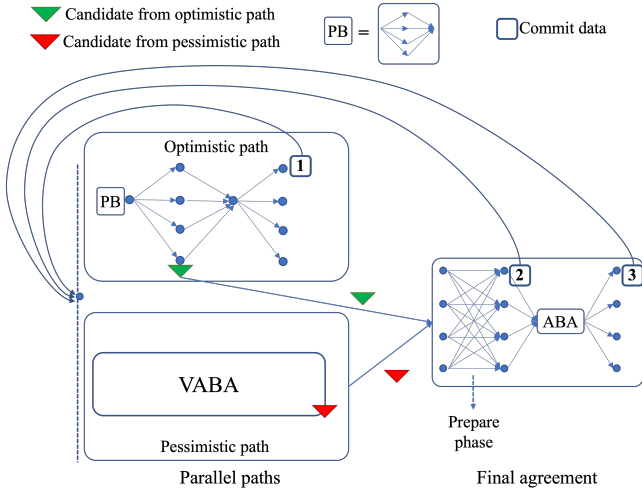 Candidate from optimistic path
Candidate from pessimistic path
PB =
Commit data
Optimistic path
1
PB
2
3
ABA
VABA
Prepare
phase
Pessimistic path
Parallel paths
Final agreement